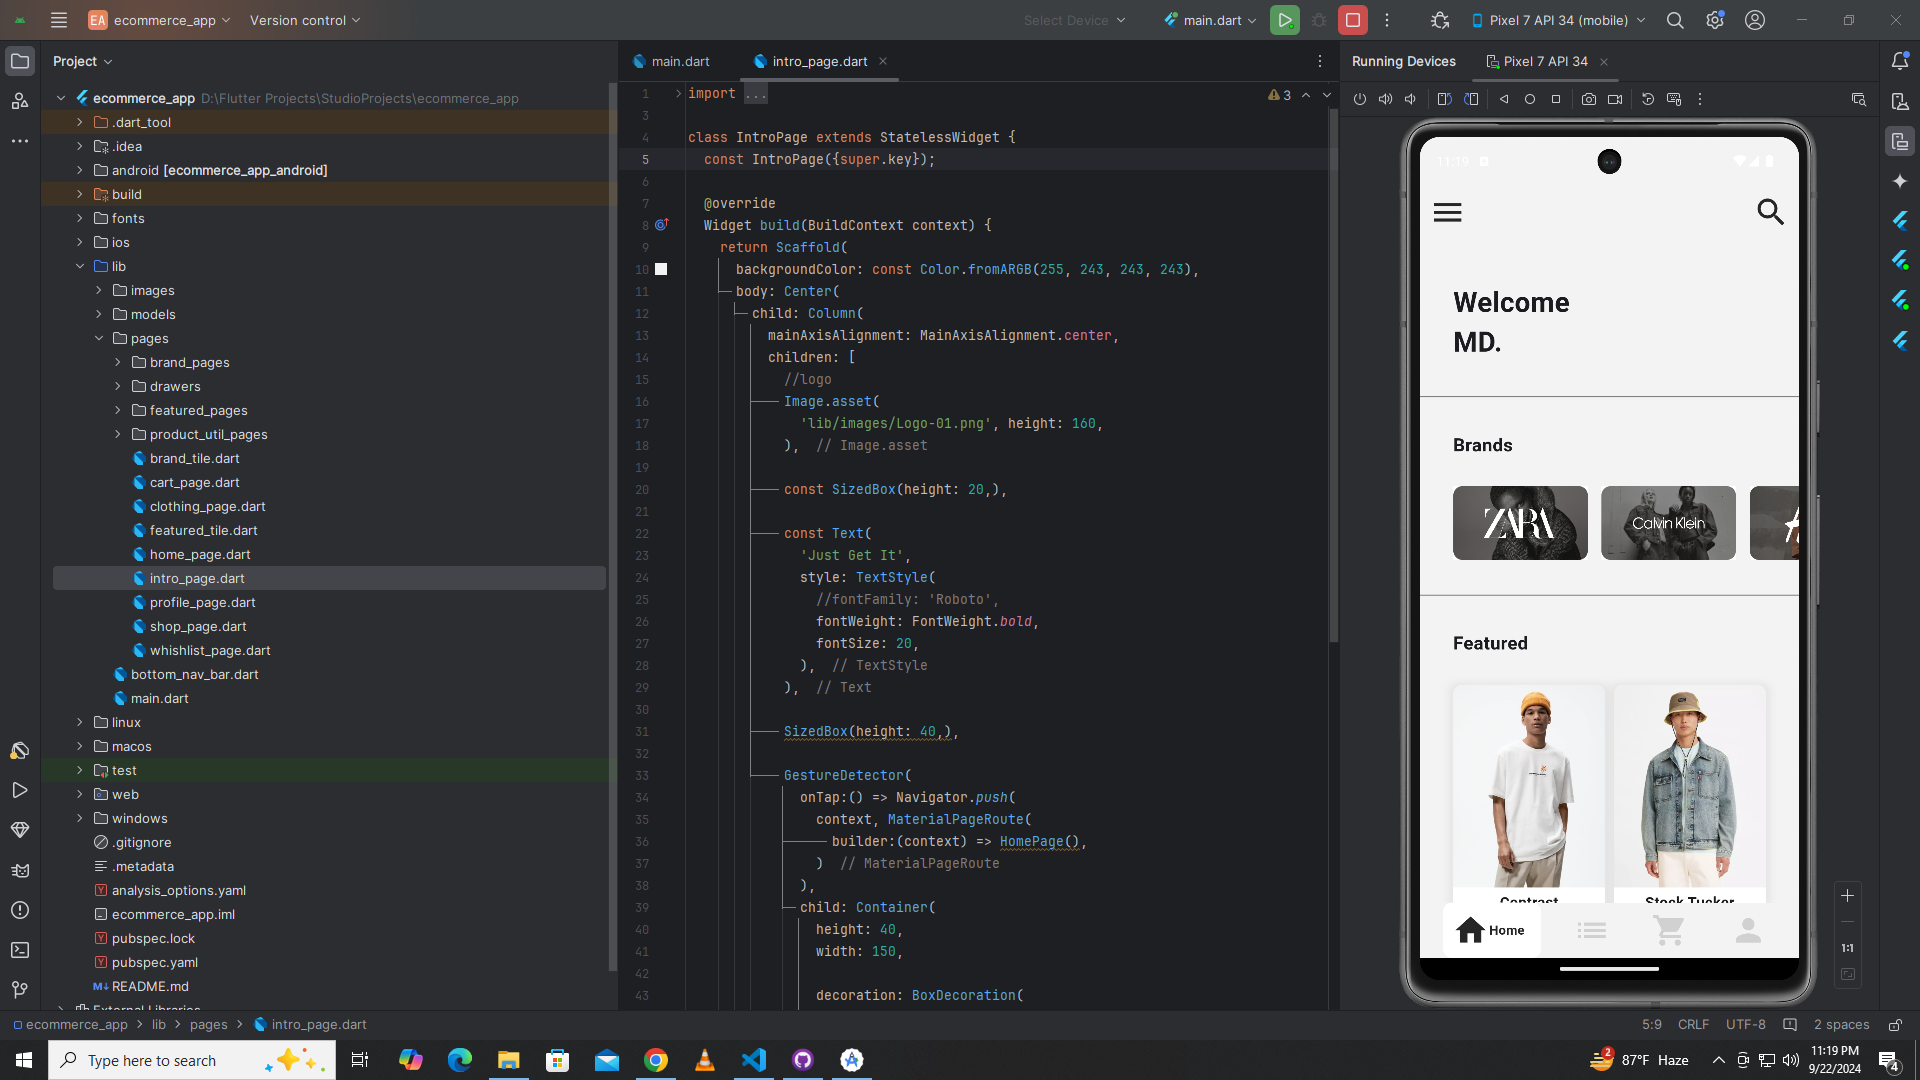 EA ecommerce_app Version control Select Device main.dart Pixel 7 API 34 (mobile)
Project
ecommerce_app D:\Flutter Projects\StudioProjects\ecommerce_app
.dart_tool
.idea
android [ecommerce_app_android]
build
fonts
ios
lib
images
models
pages
brand_pages
drawers
featured_pages
product_util_pages
brand_tile.dart
cart_page.dart
clothing_page.dart
featured_tile.dart
home_page.dart
intro_page.dart
profile_page.dart
shop_page.dart
whishlist_page.dart
bottom_nav_bar.dart
main.dart
linux
macos
test
web
windows
.gitignore
.metadata
analysis_options.yaml
ecommerce_app.iml
pubspec.lock
pubspec.yaml
M↓ README.md
External Libraries
main.dart intro_page.dart
3
1 import ...
3
4 class IntroPage extends StatelessWidget {
5 const IntroPage({super.key});
6
7 @override
8 Widget build(BuildContext context) {
9 return Scaffold(
10 backgroundColor: const Color.fromARGB(255, 243, 243, 243),
11 body: Center(
12 child: Column(
13 mainAxisAlignment: MainAxisAlignment.center,
14 children: [
15 //logo
16 Image.asset(
17 'lib/images/Logo-01.png', height: 160,
18 ), // Image.asset
19
20 const SizedBox(height: 20,),
21
22 const Text(
23 'Just Get It',
24 style: TextStyle(
25 //fontFamily: 'Roboto',
26 fontWeight: FontWeight.bold,
27 fontSize: 20,
28 ), // TextStyle
29 ), // Text
30
31 SizedBox(height: 40,),
32
33 GestureDetector(
34 onTap:() => Navigator.push(
35 context, MaterialPageRoute(
36 builder:(context) => HomePage(),
37 ) // MaterialPageRoute
38 ),
39 child: Container(
40 height: 40,
41 width: 150,
42
43 decoration: BoxDecoration(
Running Devices Pixel 7 API 34
11:19
Welcome
MD.
Brands
ZARA
Calvin Klein
Featured
Contrast
Stock Tucker
Home
1:1
ecommerce_app > lib > pages > intro_page.dart
5:9 CRLF UTF-8 2 spaces
Type here to search
2
87°F Haze
11:19 PM
9/22/2024
4